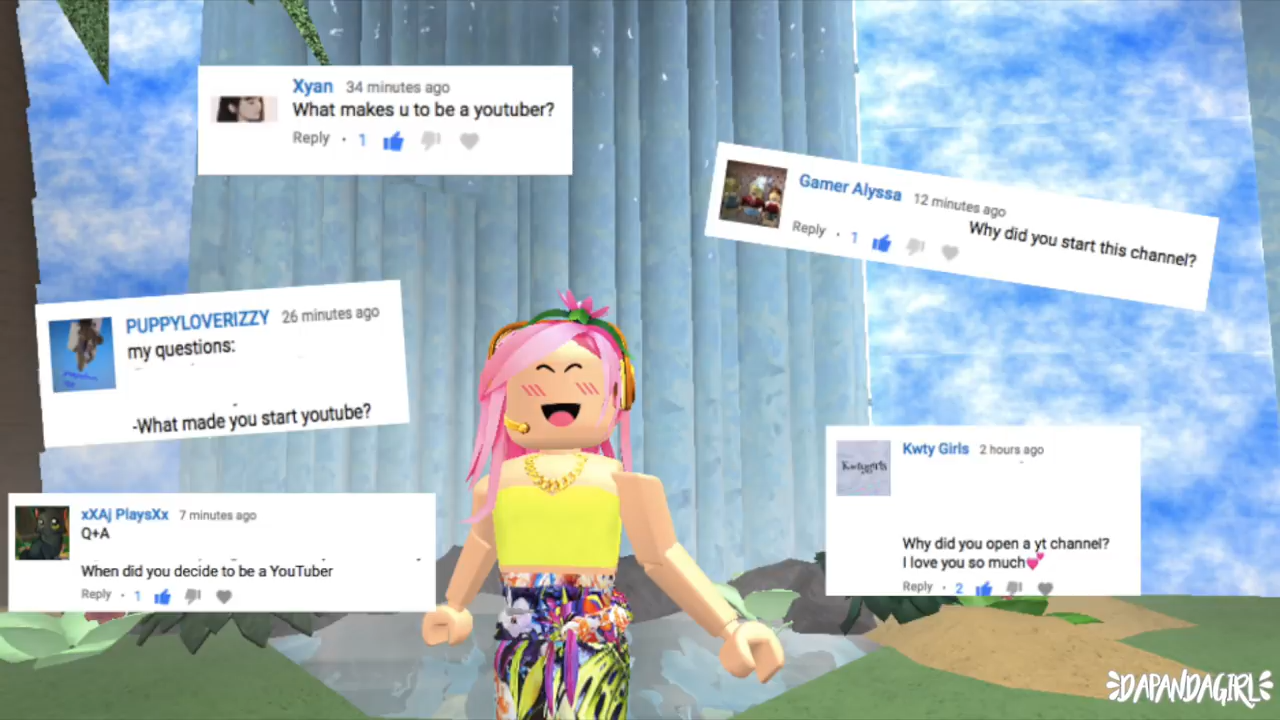 Xyan 34 minutes ago
What makes u to be a youtuber?
Reply · 1
Gamer Alyssa 12 minutes ago
Why did you start this channel?
Reply · 1
PUPPYLOVERIZZY 26 minutes ago
my questions:
-What made you start youtube?
Kwty Girls 2 hours ago
Kwtygirls
Why did you open a yt channel?
I love you so much💕
Reply · 2
xXAj PlaysXx 7 minutes ago
Q+A
When did you decide to be a YouTuber
Reply · 1
DAPANDAGIRL